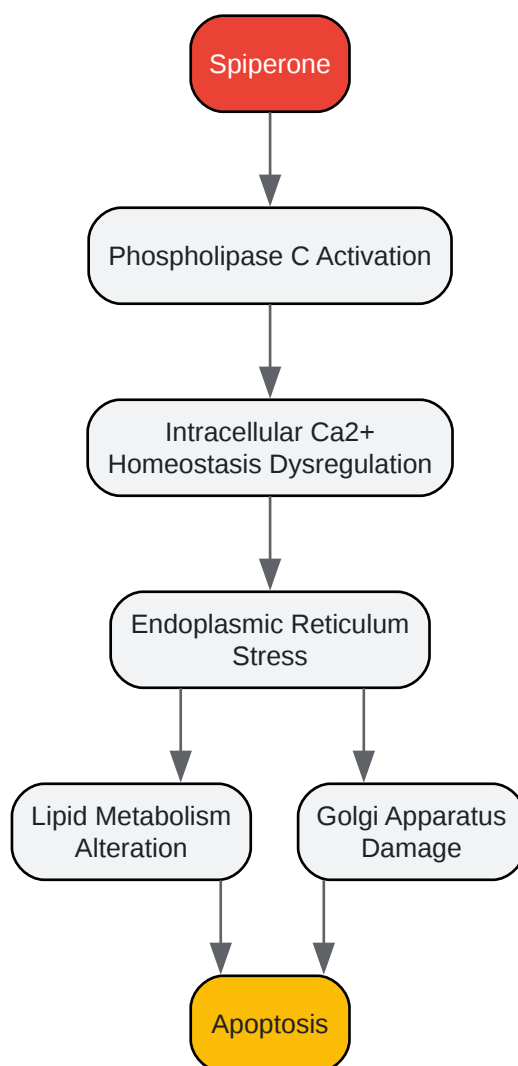 Spiperone
Phospholipase C Activation
Intracellular Ca2+
Homeostasis Dysregulation
Endoplasmic Reticulum
Stress
Lipid Metabolism
Alteration
Golgi Apparatus
Damage
Apoptosis